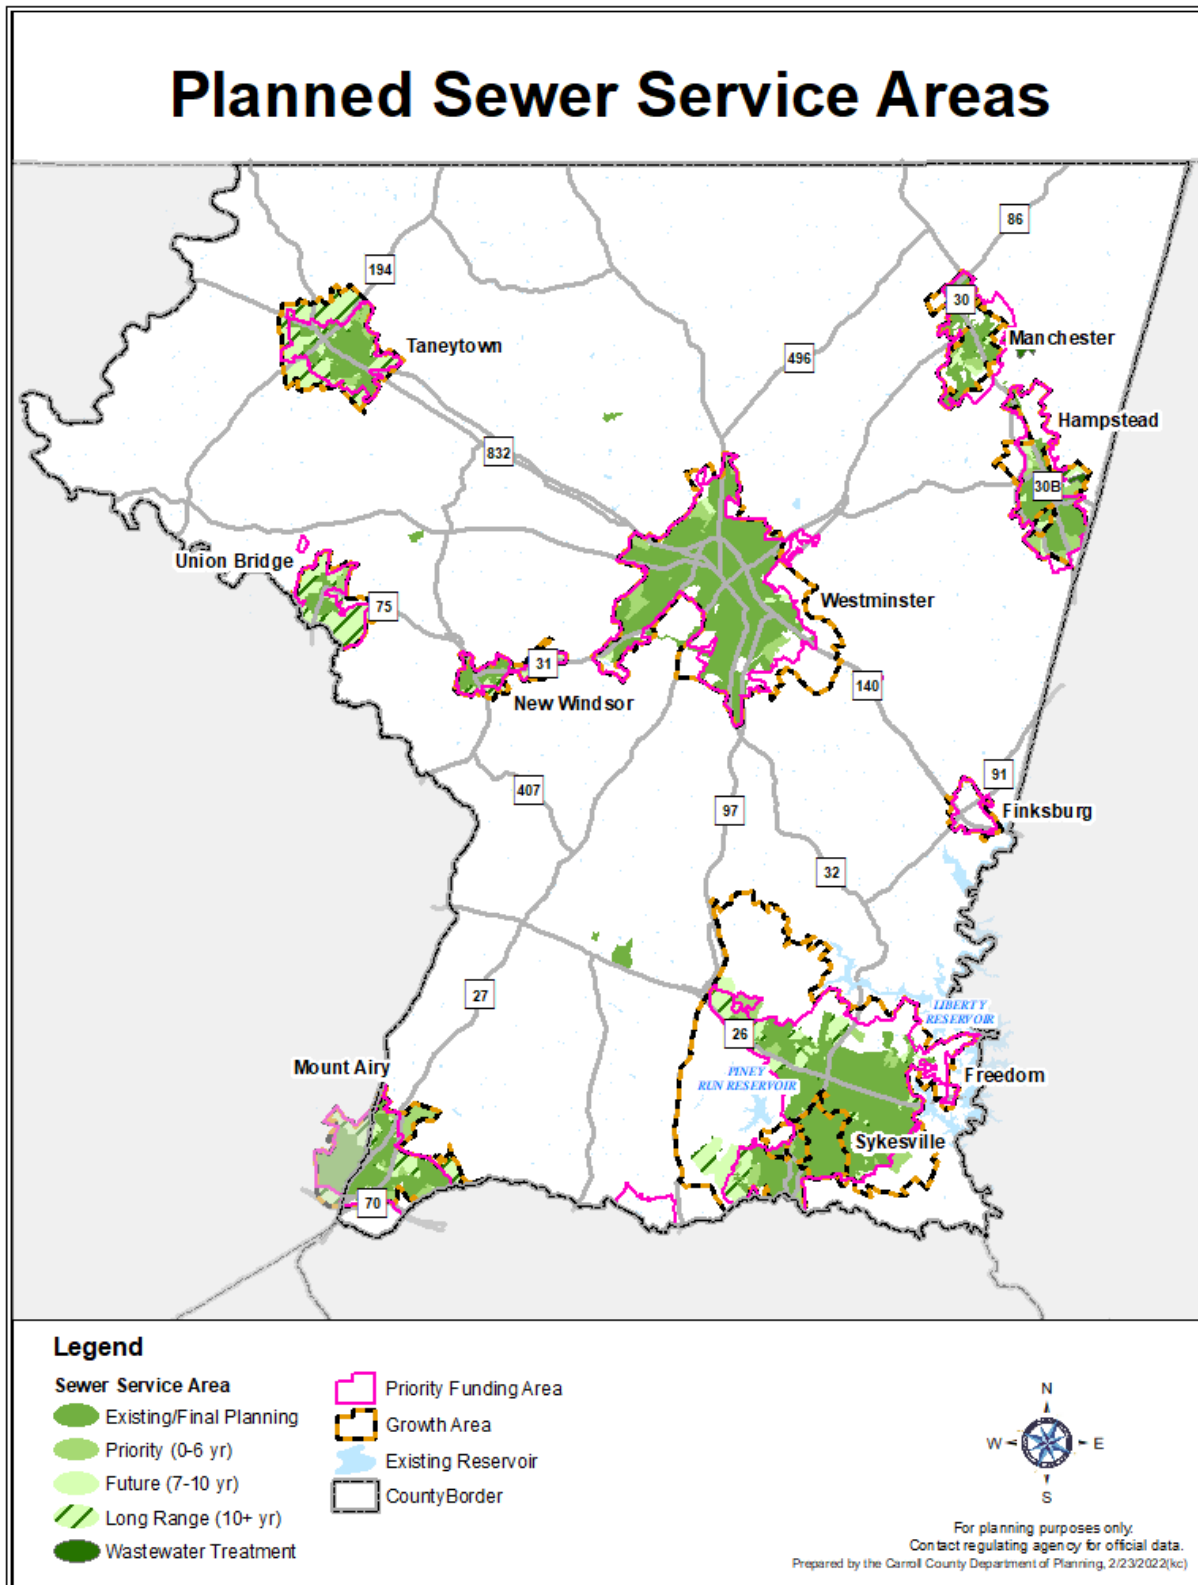 Planned Sewer Service Areas
86
194
30
Manchester
Taneytown
496
Hampstead
832
30B
Union Bridge
75
Westminster
31
140
New Windsor
91
407
97
Finksburg
32
27
LIBERTY
RESERVOIR
26
Mount Airy
PINEY
RUN RESERVOIR
Freedom
Sykesville
70
Legend
Sewer Service Area
Existing/Final Planning
Priority (0-6 yr)
Future (7-10 yr)
Long Range (10+ yr)
Wastewater Treatment
Priority Funding Area
Growth Area
Existing Reservoir
County Border
N
W
E
S
For planning purposes only.
Contact regulating agency for official data.
Prepared by the Carroll County Department of Planning, 2/23/2022(kc)